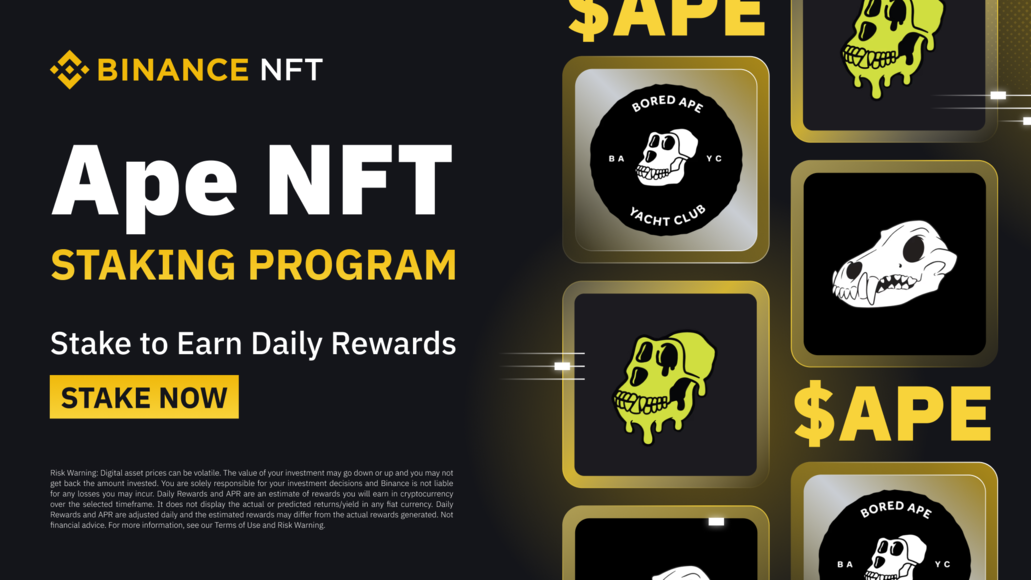 BINANCE NFT
Ape NFT
STAKING PROGRAM
Stake to Earn Daily Rewards
STAKE NOW
Risk Warning: Digital asset prices can be volatile. The value of your investment may go down or up and you may not
get back the amount invested. You are solely responsible for your investment decisions and Binance is not liable
for any losses you may incur. Daily Rewards and APR are an estimate of rewards you will earn in cryptocurrency
over the selected timeframe. It does not display the actual or predicted returns/yield in any fiat currency. Daily
Rewards and APR are adjusted daily and the estimated rewards may differ from the actual rewards generated. Not
financial advice. For more information, see our Terms of Use and Risk Warning.
$APE
BORED APE
BA YC
YACHT CLUB
$APE
BORED APE
BA YC